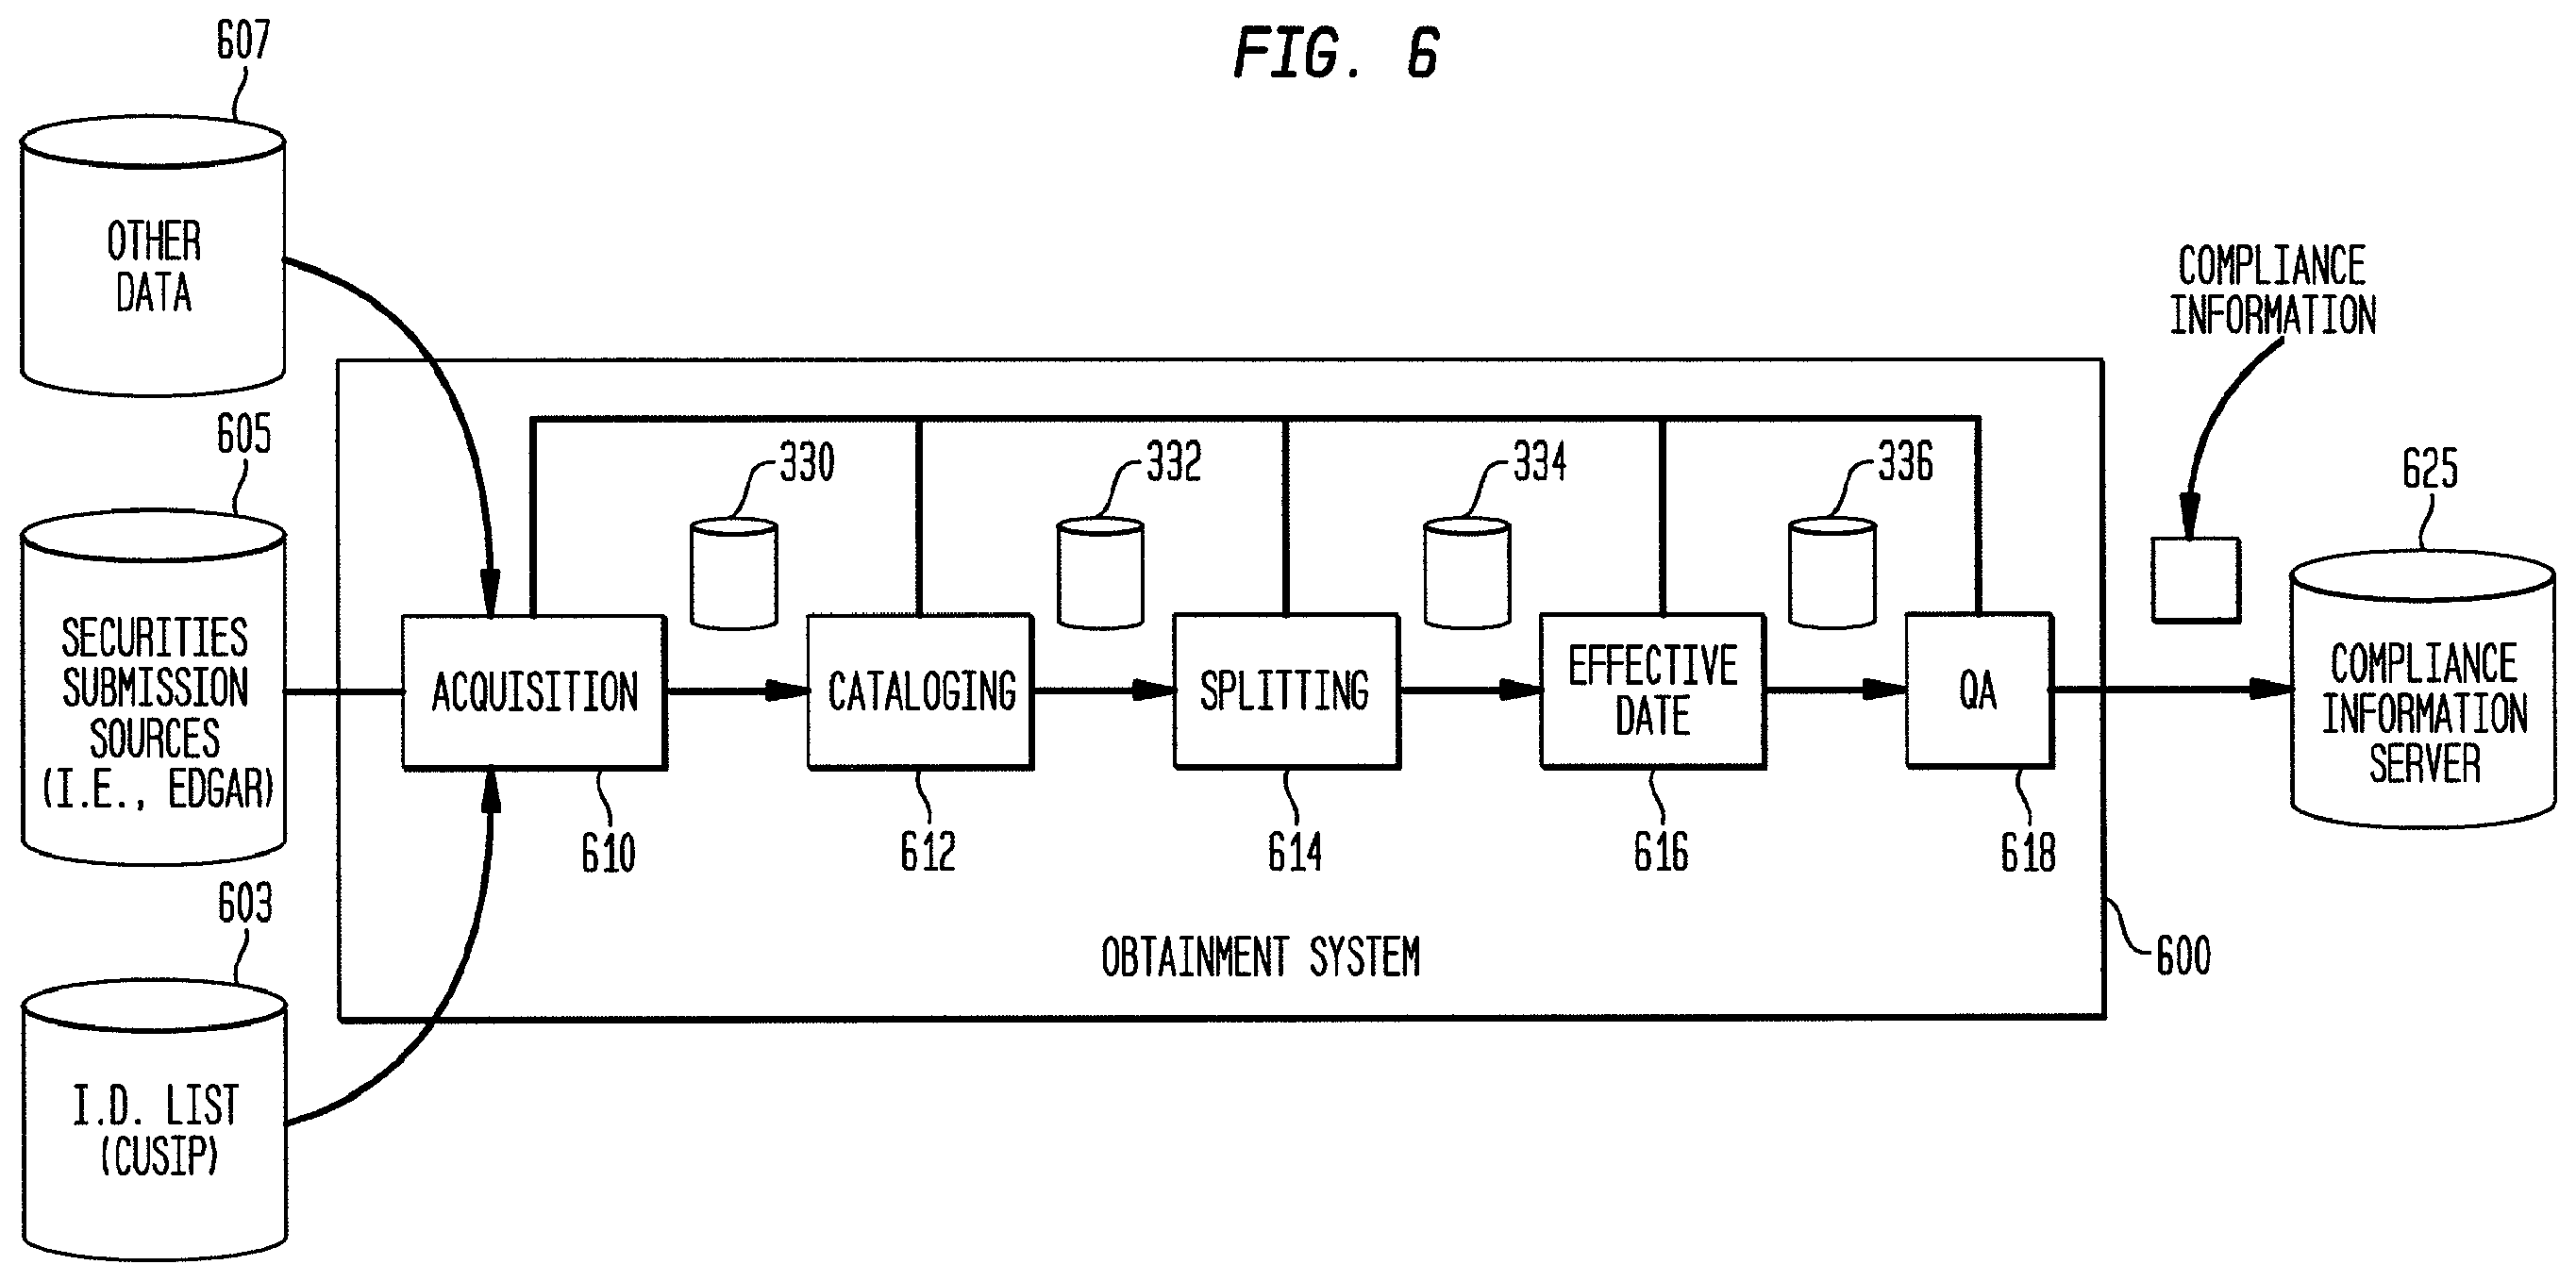 FIG. 6
607
OTHER
DATA
605
SECURITIES
SUBMISSION
SOURCES
(I.E., EDGAR)
603
I.D. LIST
(CUSIP)
330
332
334
336
ACQUISITION
CATALOGING
SPLITTING
EFFECTIVE
DATE
QA
610
612
614
616
618
OBTAINMENT SYSTEM
600
COMPLIANCE
INFORMATION
625
COMPLIANCE
INFORMATION
SERVER